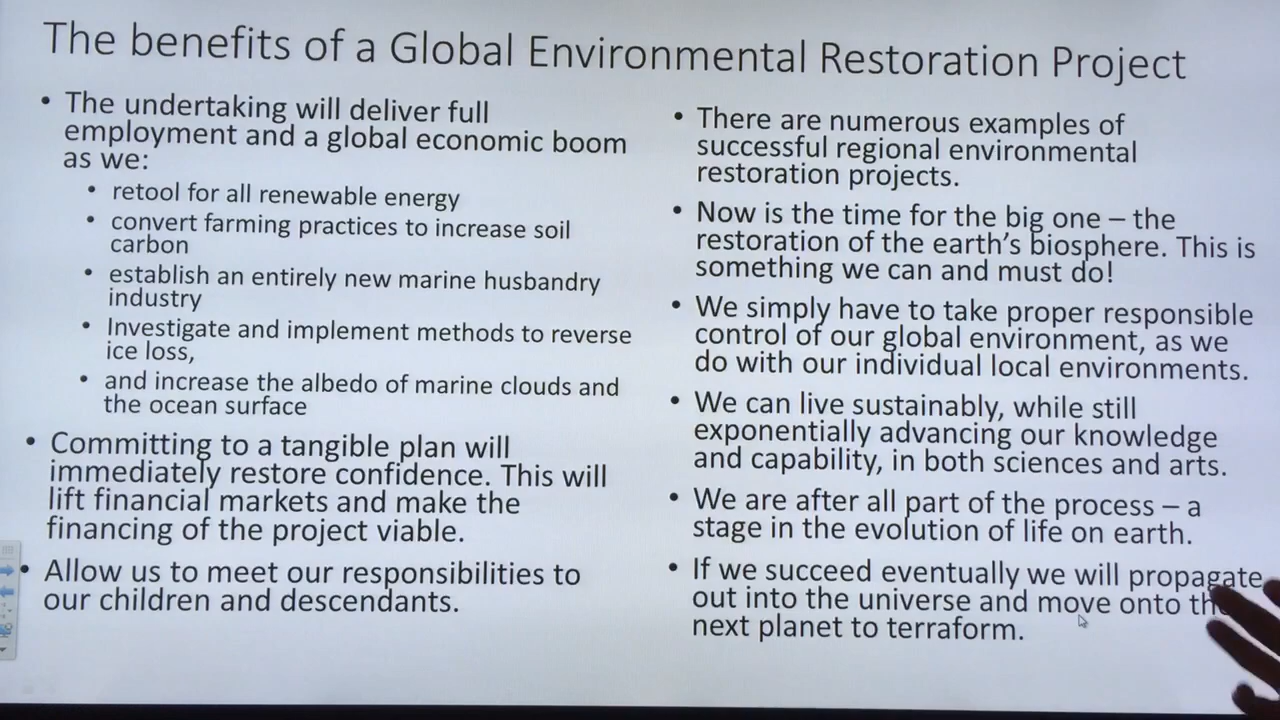 The benefits of a Global Environmental Restoration Project
• The undertaking will deliver full
employment and a global economic boom
as we:
• retool for all renewable energy
• convert farming practices to increase soil
carbon
• establish an entirely new marine husbandry
industry
• Investigate and implement methods to reverse
ice loss,
• and increase the albedo of marine clouds and
the ocean surface
• Committing to a tangible plan will
immediately restore confidence. This will
lift financial markets and make the
financing of the project viable.
• Allow us to meet our responsibilities to
our children and descendants.
• There are numerous examples of
successful regional environmental
restoration projects.
• Now is the time for the big one – the
restoration of the earth's biosphere. This is
something we can and must do!
• We simply have to take proper responsible
control of our global environment, as we
do with our individual local environments.
• We can live sustainably, while still
exponentially advancing our knowledge
and capability, in both sciences and arts.
• We are after all part of the process – a
stage in the evolution of life on earth.
• If we succeed eventually we will propagate
out into the universe and move onto
next planet to terraform.